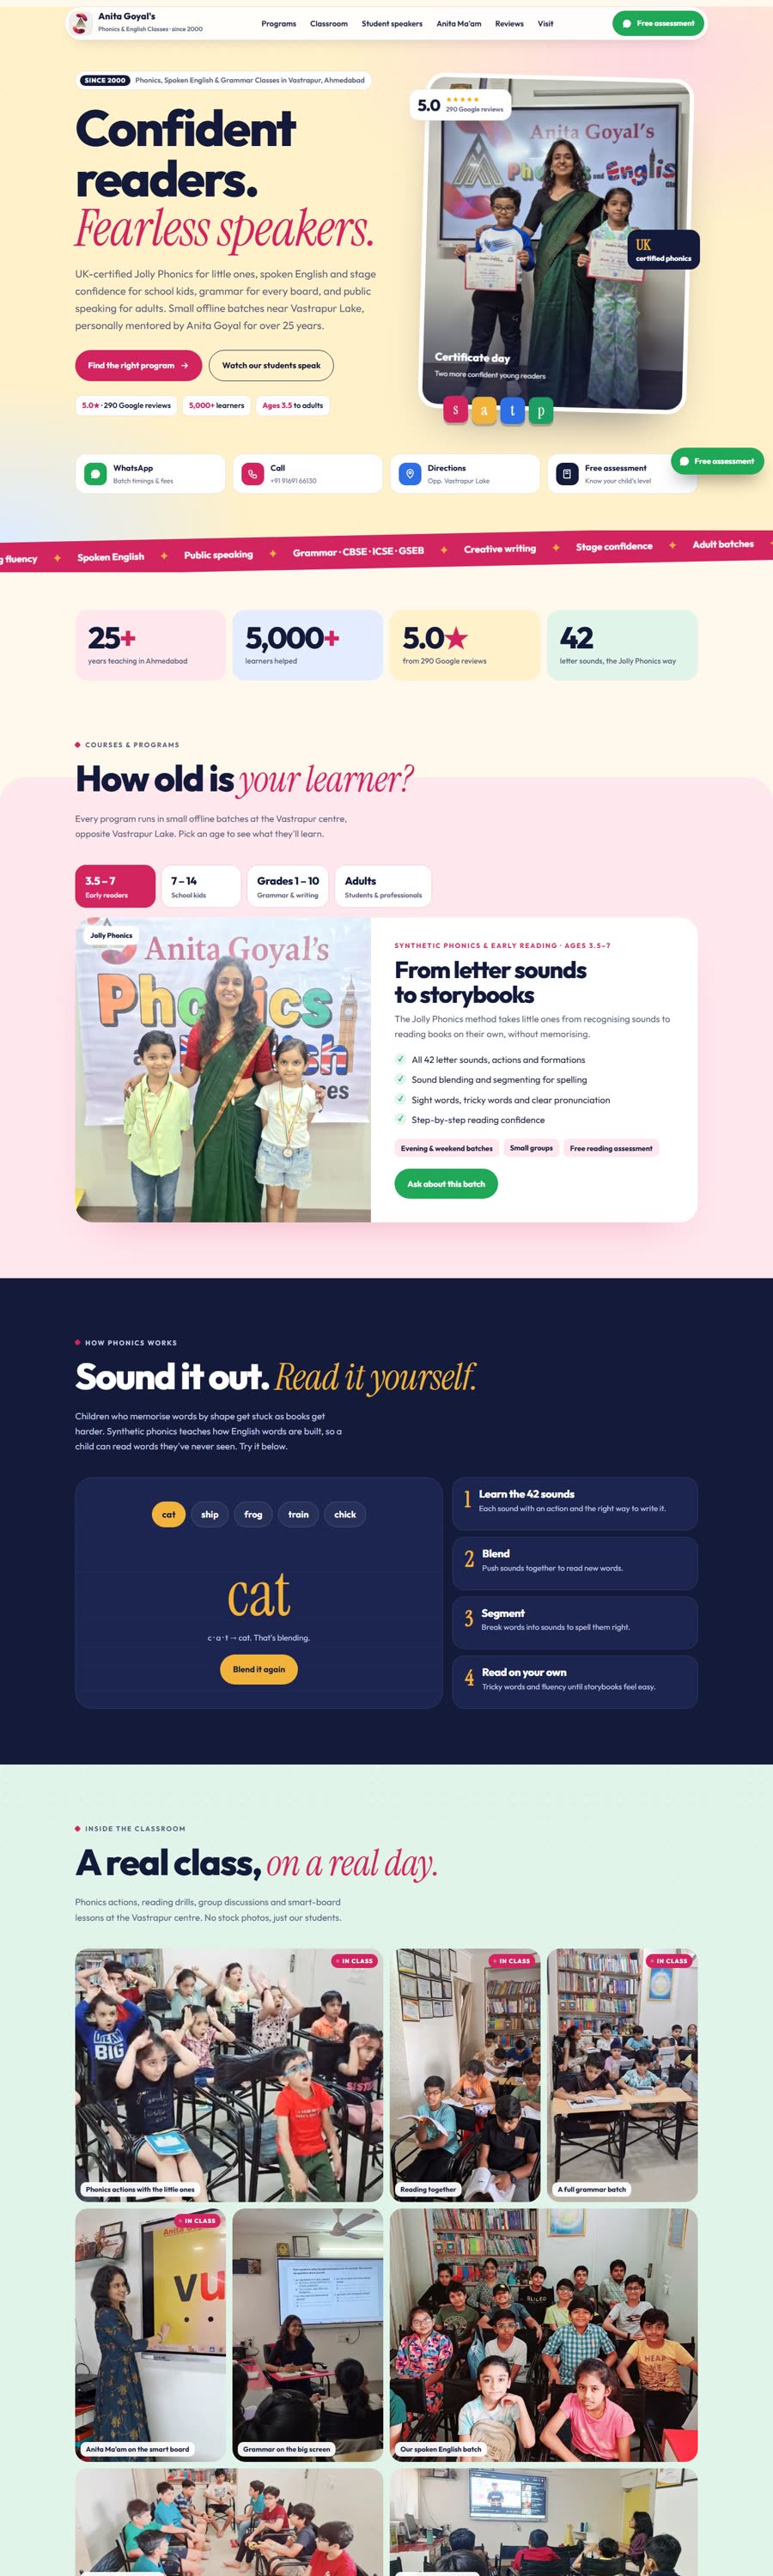 Anita Goyal's
Phonics & English Classes · since 2000
Programs
Classroom
Student speakers
Anita Ma'am
Reviews
Visit
Free assessment
SINCE 2000 Phonics, Spoken English & Grammar Classes in Vastrapur, Ahmedabad
Confident
readers.
Fearless speakers.
UK-certified Jolly Phonics for little ones, spoken English and stage
confidence for school kids, grammar for every board, and public
speaking for adults. Small offline batches near Vastrapur Lake,
personally mentored by Anita Goyal for over 25 years.
Find the right program →
Watch our students speak
5.0★ · 290 Google reviews
5,000+ learners
Ages 3.5 to adults
5.0 ★★★★★
290 Google reviews
Anita Goyal's
UK
certified phonics
Certificate day
Two more confident young readers
s a t p
WhatsApp
Batch timings & fees
Call
+91 91691 66130
Directions
Opp. Vastrapur Lake
Free assessment
Know your child's level
Free assessment
g fluency ✦ Spoken English ✦ Public speaking ✦ Grammar · CBSE · ICSE · GSEB ✦ Creative writing ✦ Stage confidence ✦ Adult batches
25+
years teaching in Ahmedabad
5,000+
learners helped
5.0★
from 290 Google reviews
42
letter sounds, the Jolly Phonics way
COURSES & PROGRAMS
How old is your learner?
Every program runs in small offline batches at the Vastrapur centre,
opposite Vastrapur Lake. Pick an age to see what they'll learn.
3.5 – 7
Early readers
7 – 14
School kids
Grades 1 – 10
Grammar & writing
Adults
Students & professionals
Jolly Phonics
Anita Goyal's
SYNTHETIC PHONICS & EARLY READING · AGES 3.5–7
From letter sounds
to storybooks
The Jolly Phonics method takes little ones from recognising sounds to
reading books on their own, without memorising.
✓ All 42 letter sounds, actions and formations
✓ Sound blending and segmenting for spelling
✓ Sight words, tricky words and clear pronunciation
✓ Step-by-step reading confidence
Evening & weekend batches
Small groups
Free reading assessment
Ask about this batch
HOW PHONICS WORKS
Sound it out. Read it yourself.
Children who memorise words by shape get stuck as books get
harder. Synthetic phonics teaches how English words are built, so a
child can read words they've never seen. Try it below.
cat
ship
frog
train
chick
cat
c · a · t → cat. That's blending.
Blend it again
1 Learn the 42 sounds
Each sound with an action and the right way to write it.
2 Blend
Push sounds together to read new words.
3 Segment
Break words into sounds to spell them right.
4 Read on your own
Tricky words and fluency until storybooks feel easy.
INSIDE THE CLASSROOM
A real class, on a real day.
Phonics actions, reading drills, group discussions and smart-board
lessons at the Vastrapur centre. No stock photos, just our students.
IN CLASS
BIG
Phonics actions with the little ones
IN CLASS
Reading together
IN CLASS
A full grammar batch
IN CLASS
vu
Anita Ma'am on the smart board
Grammar on the big screen
Our spoken English batch